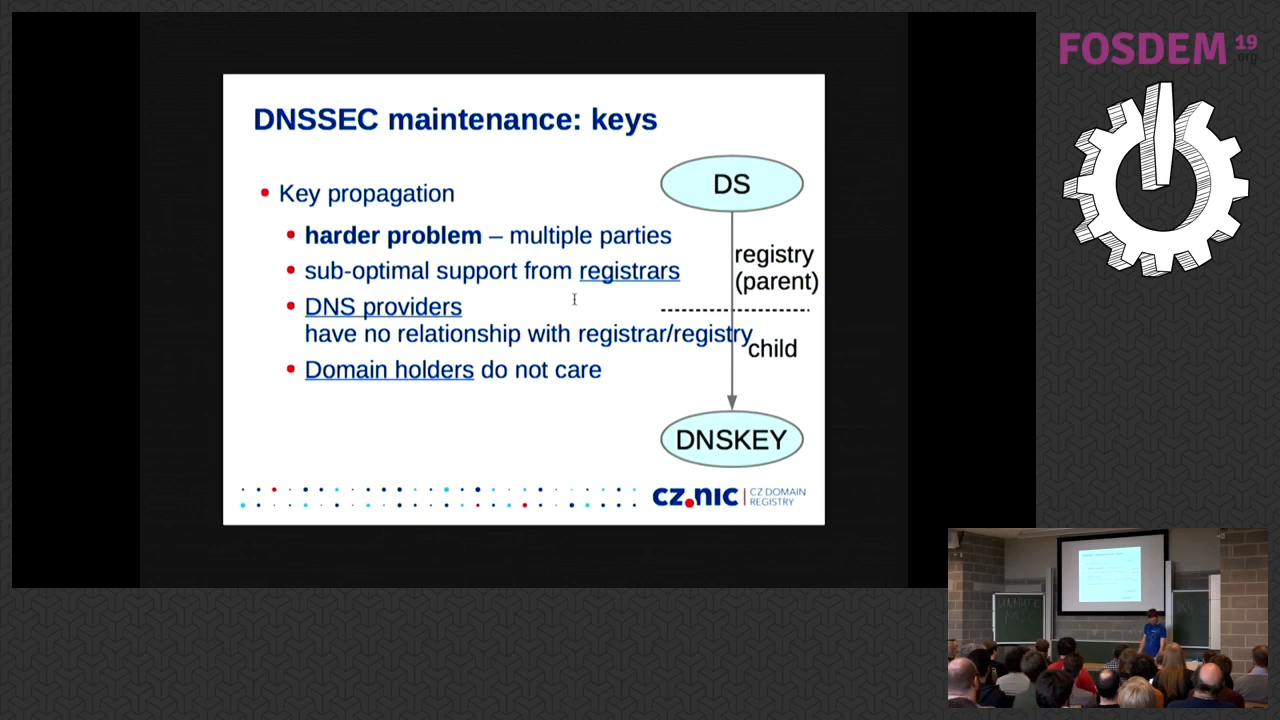 FOSDEM 19
.org
DNSSEC maintenance: keys
Key propagation
harder problem – multiple parties
sub-optimal support from registrars
DNS providers
have no relationship with registrar/registry
Domain holders do not care
DS
registry
(parent)
child
DNSKEY
CZ.NIC | CZ DOMAIN
REGISTRY